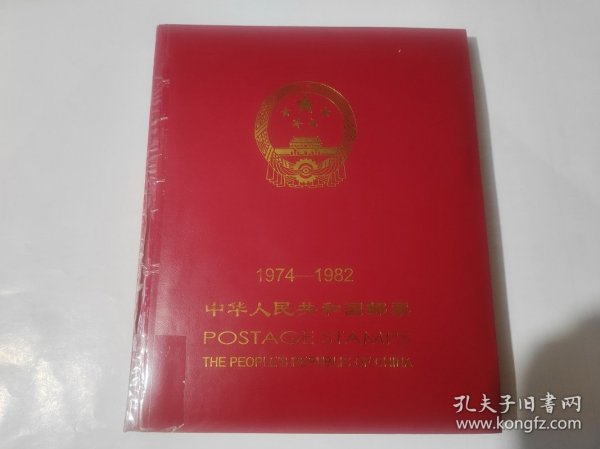 1974—1982
中华人民共和国邮票
POSTAGE STAMPS
THE PEOPLE'S REPUBLIC OF CHINA
孔夫子旧书网
www.kongfz.com